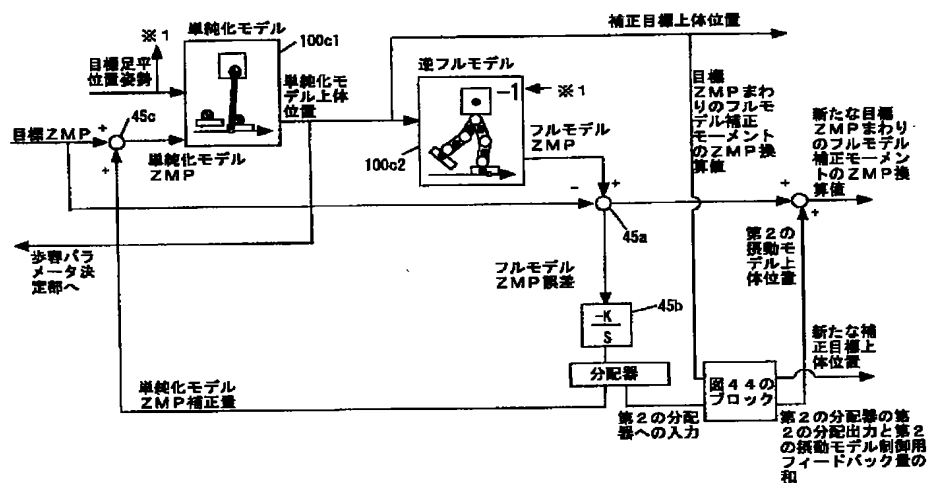 単純化モデル
※1
100c1
目標足平
位置姿勢
単純化モ
デル上体
位置
目標ZMP
+
45c
+
単純化モデル
ZMP
補正目標上体位置
逆フルモデル
-1
※1
100c2
フルモデル
ZMP
目標
ZMPまわ
りのフルモ
デル補正
モーメント
のZMP換
算値
新たな目標
ZMPまわり
のフルモデル
補正モーメン
トのZMP換
算値
-
+
45a
+
+
歩容パラ
メータ決
定部へ
フルモデル
ZMP誤差
第2の
摂動モ
デル上
体位置
-K
S
45b
分配器
単純化モデル
ZMP補正量
第2の分配
器への入力
図44の
ブロック
新たな補
正目標上
体位置
第2の分配器の第
2の分配出力と第2
の摂動モデル制御用
フィードバック量の
和